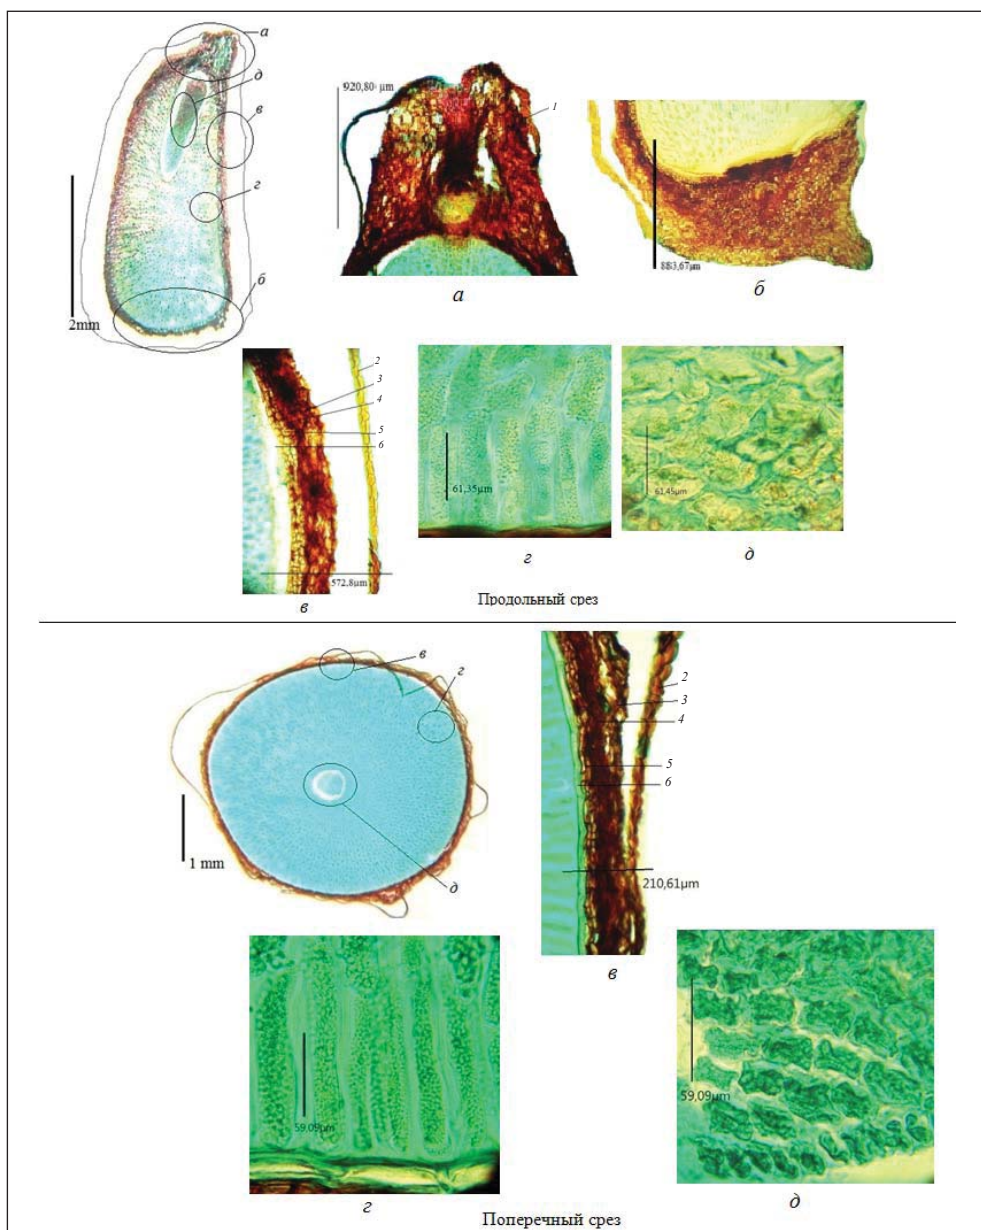 а
д
в
г
б
2mm
920,80 µm
1
а
883,67µm
б
2
3
4
5
6
572,8µm
в
61,35µm
г
61,45µm
д
Продольный срез
в
г
д
1 mm
2
3
4
5
6
210,61µm
в
59,09µm
г
59,09µm
д
Поперечный срез